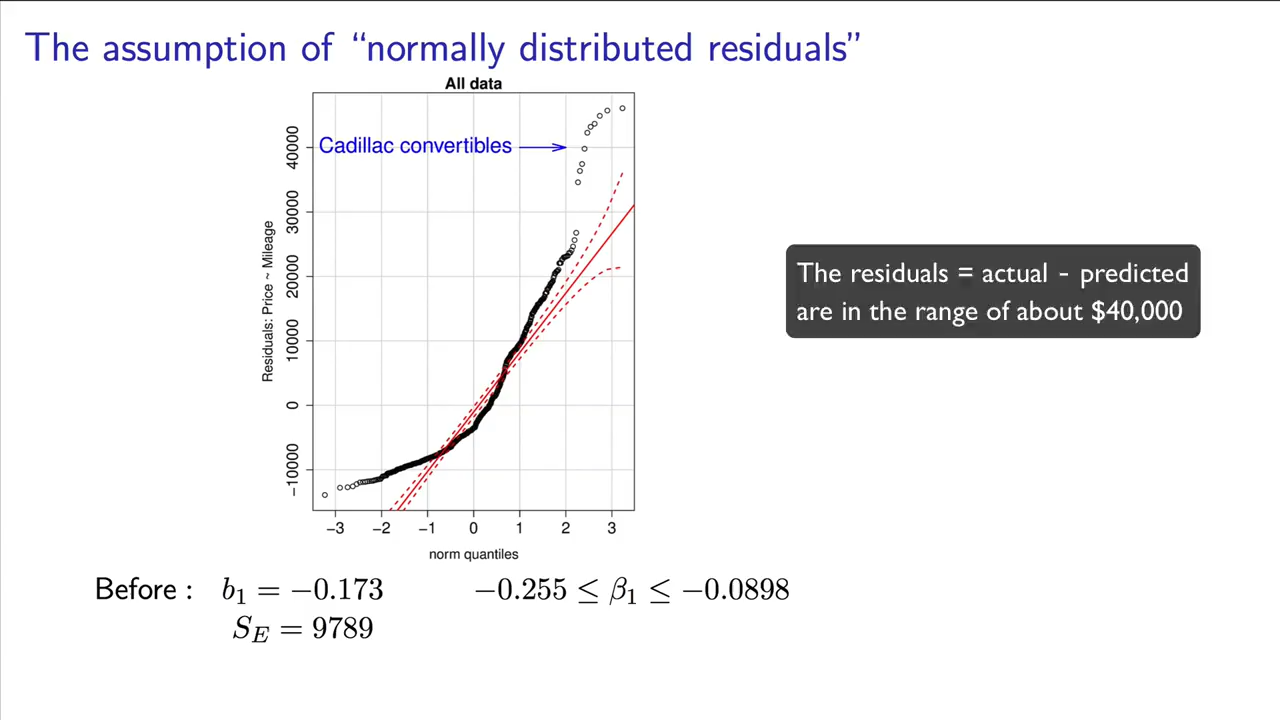 The assumption of “normally distributed residuals”
All data
Cadillac convertibles
Residuals: Price ~ Mileage
40000
30000
20000
10000
0
−10000
−3 −2 −1 0 1 2 3
norm quantiles
The residuals = actual - predicted
are in the range of about $40,000
Before : b₁ = −0.173 −0.255 ≤ β₁ ≤ −0.0898
S_E = 9789